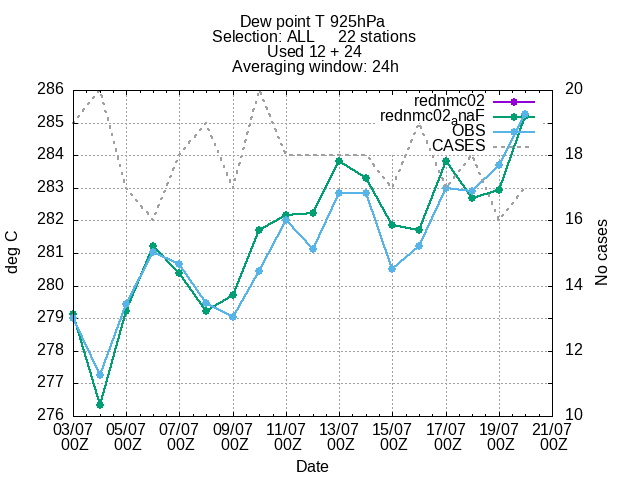 Dew point T 925hPa
Selection: ALL 22 stations
Used 12 + 24
Averaging window: 24h
286
285
284
283
282
281
280
279
278
277
276
deg C
20
18
16
14
12
10
No cases
rednmc02
rednmc02anaF
OBS
CASES
03/07 05/07 07/07 09/07 11/07 13/07 15/07 17/07 19/07 21/07
00Z 00Z 00Z 00Z 00Z 00Z 00Z 00Z 00Z 00Z
Date